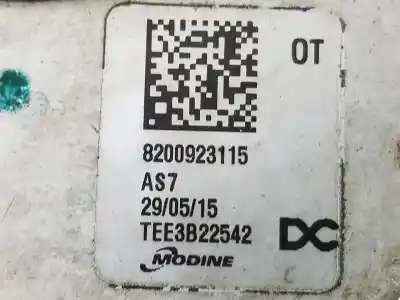 OT
8200923115
AS7
29/05/15
TEE3B22542
DC
MODINE